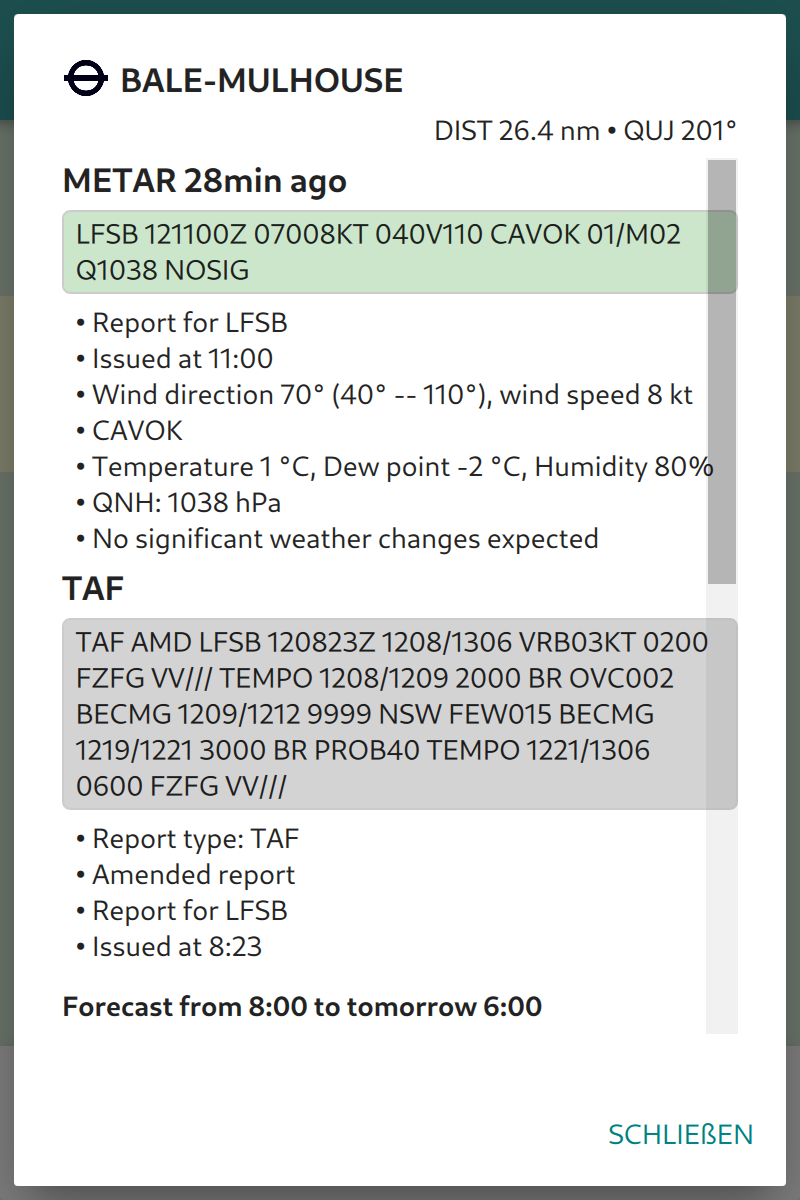 BALE-MULHOUSE
DIST 26.4 nm • QUJ 201°
METAR 28min ago
LFSB 121100Z 07008KT 040V110 CAVOK 01/M02
Q1038 NOSIG
• Report for LFSB
• Issued at 11:00
• Wind direction 70° (40° -- 110°), wind speed 8 kt
• CAVOK
• Temperature 1 °C, Dew point -2 °C, Humidity 80%
• QNH: 1038 hPa
• No significant weather changes expected
TAF
TAF AMD LFSB 120823Z 1208/1306 VRB03KT 0200
FZFG VV/// TEMPO 1208/1209 2000 BR OVC002
BECMG 1209/1212 9999 NSW FEW015 BECMG
1219/1221 3000 BR PROB40 TEMPO 1221/1306
0600 FZFG VV///
• Report type: TAF
• Amended report
• Report for LFSB
• Issued at 8:23
Forecast from 8:00 to tomorrow 6:00
SCHLIEßEN